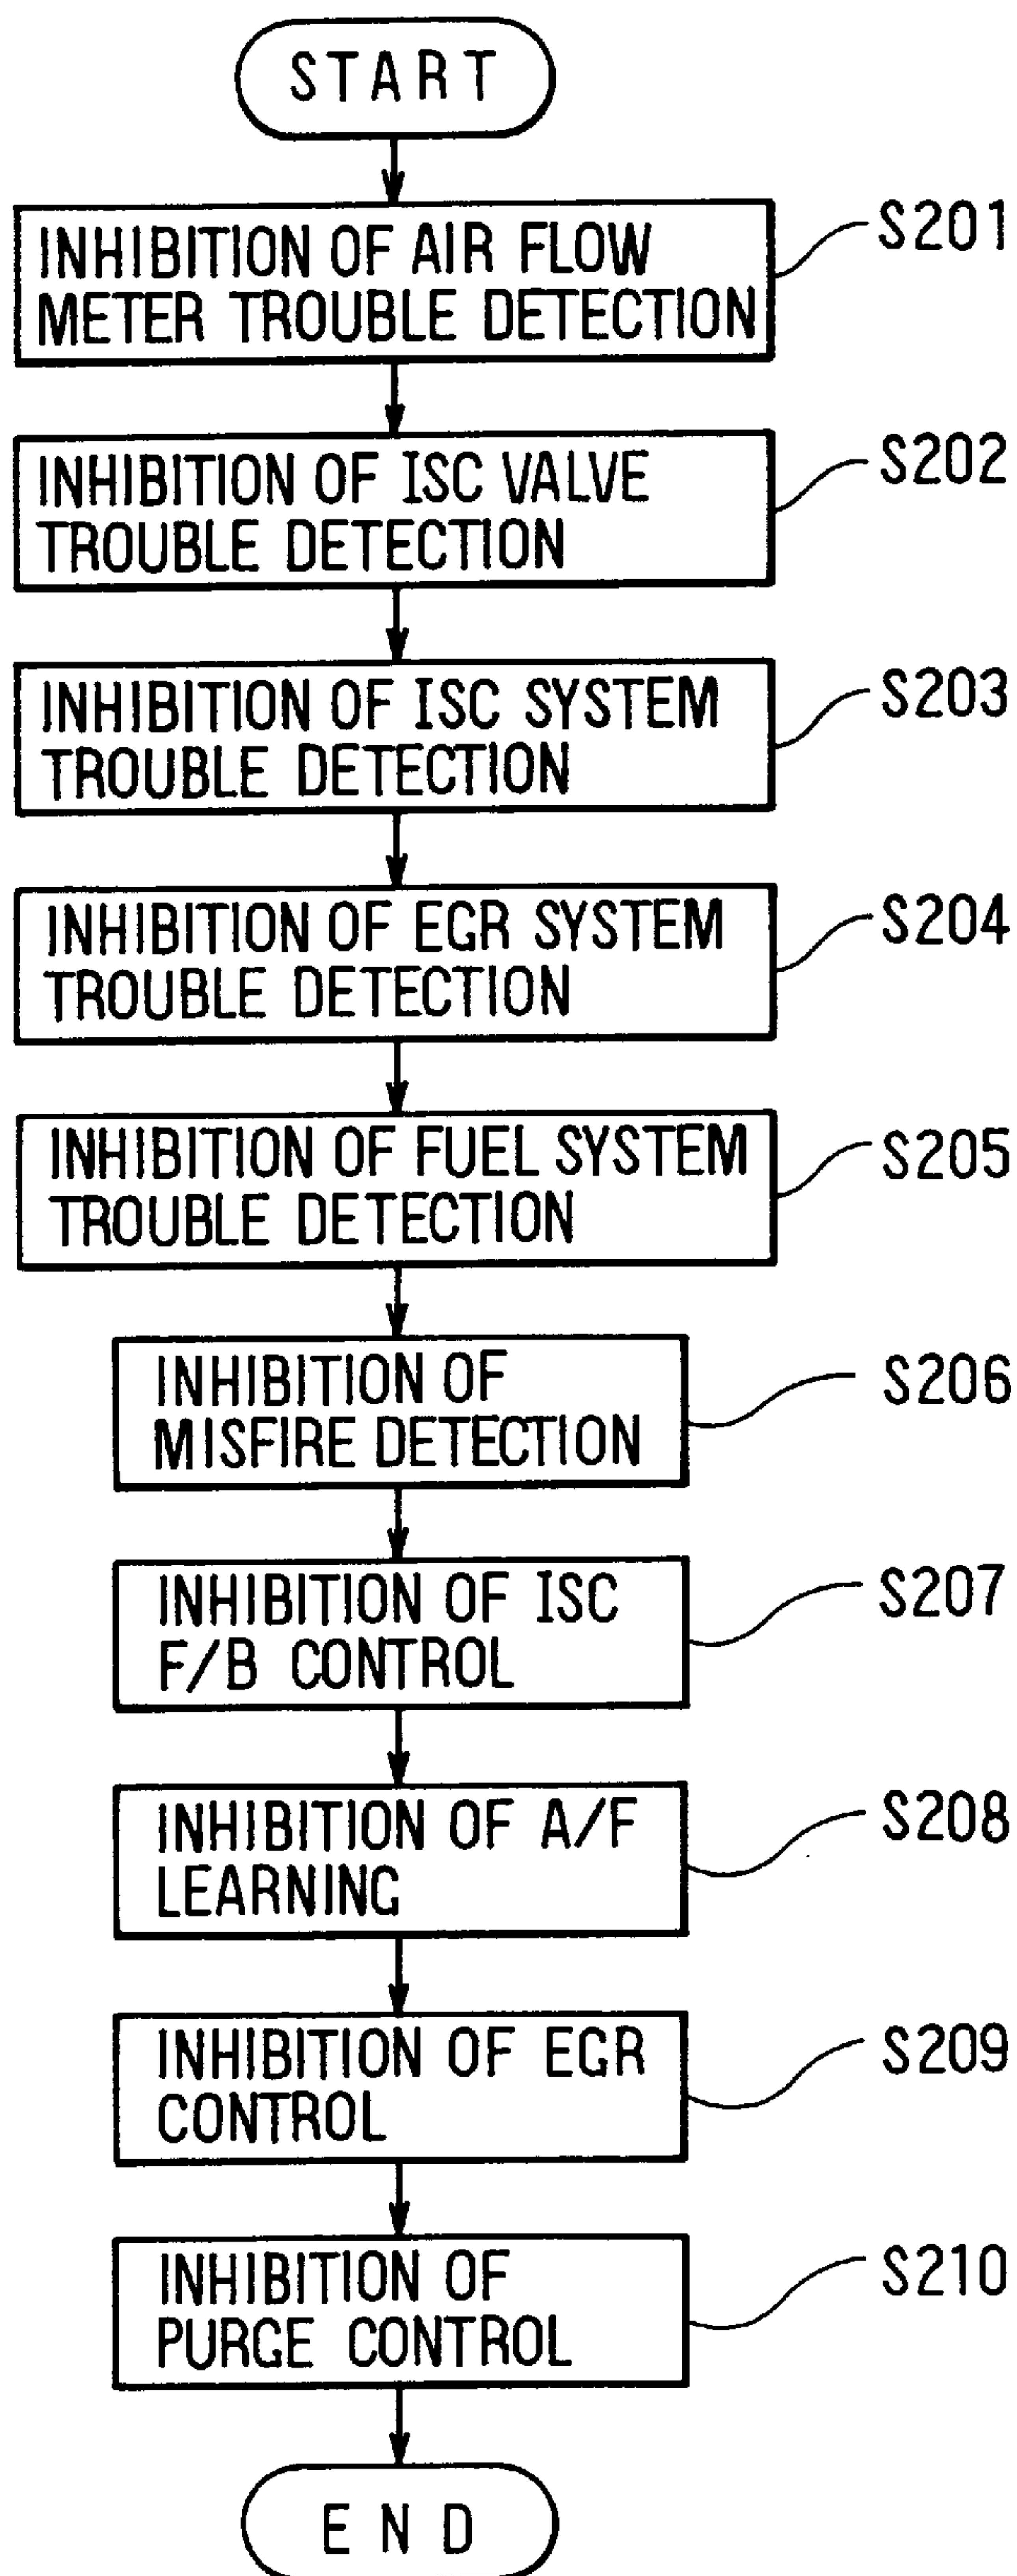 START
INHIBITION OF AIR FLOW
METER TROUBLE DETECTION
S201
INHIBITION OF ISC VALVE
TROUBLE DETECTION
S202
INHIBITION OF ISC SYSTEM
TROUBLE DETECTION
S203
INHIBITION OF EGR SYSTEM
TROUBLE DETECTION
S204
INHIBITION OF FUEL SYSTEM
TROUBLE DETECTION
S205
INHIBITION OF
MISFIRE DETECTION
S206
INHIBITION OF ISC
F/B CONTROL
S207
INHIBITION OF A/F
LEARNING
S208
INHIBITION OF EGR
CONTROL
S209
INHIBITION OF
PURGE CONTROL
S210
END